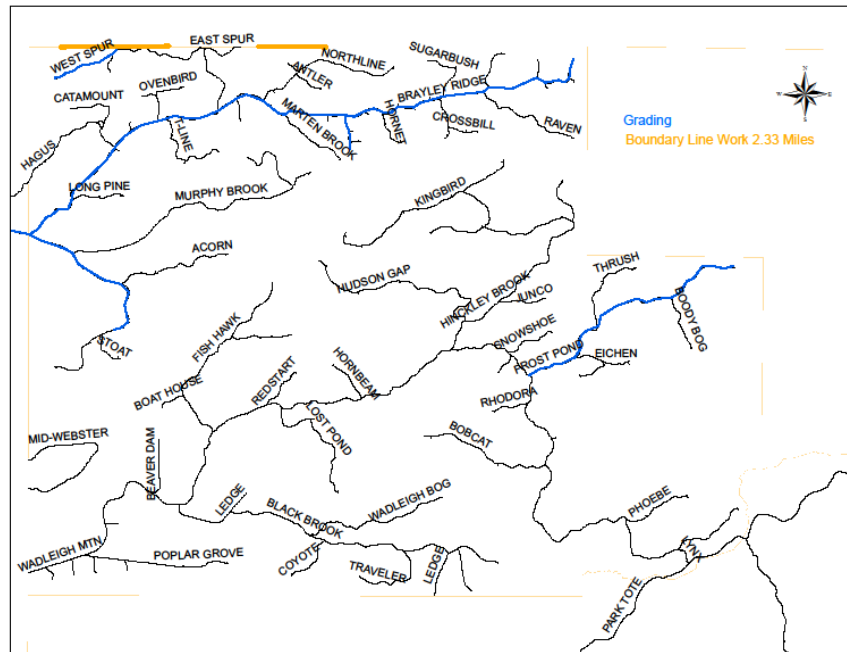 WEST SPUR
EAST SPUR
NORTHLINE
SUGARBUSH
ANTLER
OVENBIRD
CATAMOUNT
BRAYLEY RIDGE
N
W
E
S
MARTEN BROOK
HORNET
CROSSBILL
RAVEN
Grading
T-LINE
Boundary Line Work 2.33 Miles
HAGUS
LONG PINE
MURPHY BROOK
KINGBIRD
ACORN
THRUSH
HUDSON GAP
HINCKLEY BROOK
JUNCO
BOODY BOG
FISH HAWK
STOAT
SNOWSHOE
FROST POND
EICHEN
HORNBEAM
REDSTART
BOAT HOUSE
RHODORA
LOST POND
BOBCAT
MID-WEBSTER
BEAVER DAM
LEDGE
BLACK BROOK
WADLEIGH BOG
PHOEBE
WADLEIGH MTN
POPLAR GROVE
COYOTE
TRAVELER
LEDGE
LYNX
PARK TOTE